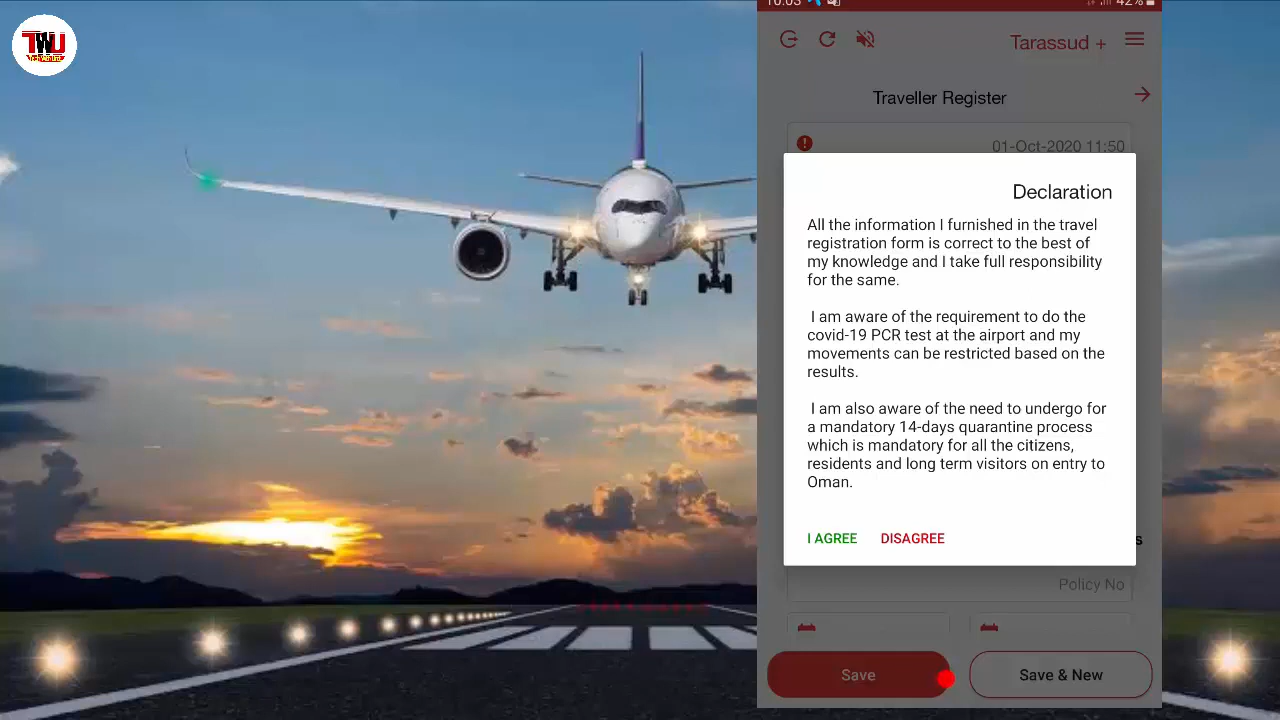 TWU
10:03
42%
Tarassud +
Traveller Register
01-Oct-2020 11:50
Declaration
All the information I furnished in the travel
registration form is correct to the best of
my knowledge and I take full responsibility
for the same.
I am aware of the requirement to do the
covid-19 PCR test at the airport and my
movements can be restricted based on the
results.
I am also aware of the need to undergo for
a mandatory 14-days quarantine process
which is mandatory for all the citizens,
residents and long term visitors on entry to
Oman.
I AGREE DISAGREE
s
Policy No
Save
Save & New